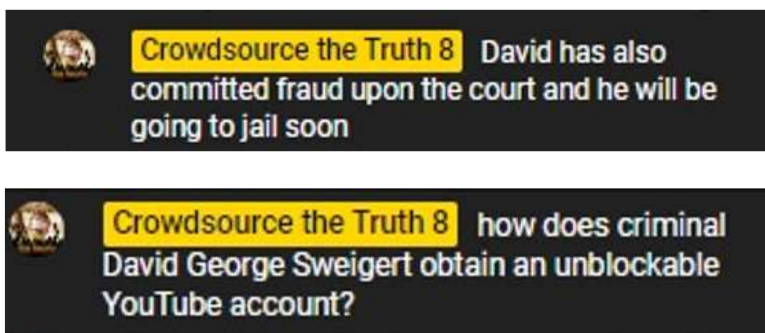 Crowdsource the Truth 8 David has also
committed fraud upon the court and he will be
going to jail soon
Crowdsource the Truth 8 how does criminal
David George Sweigert obtain an unblockable
YouTube account?